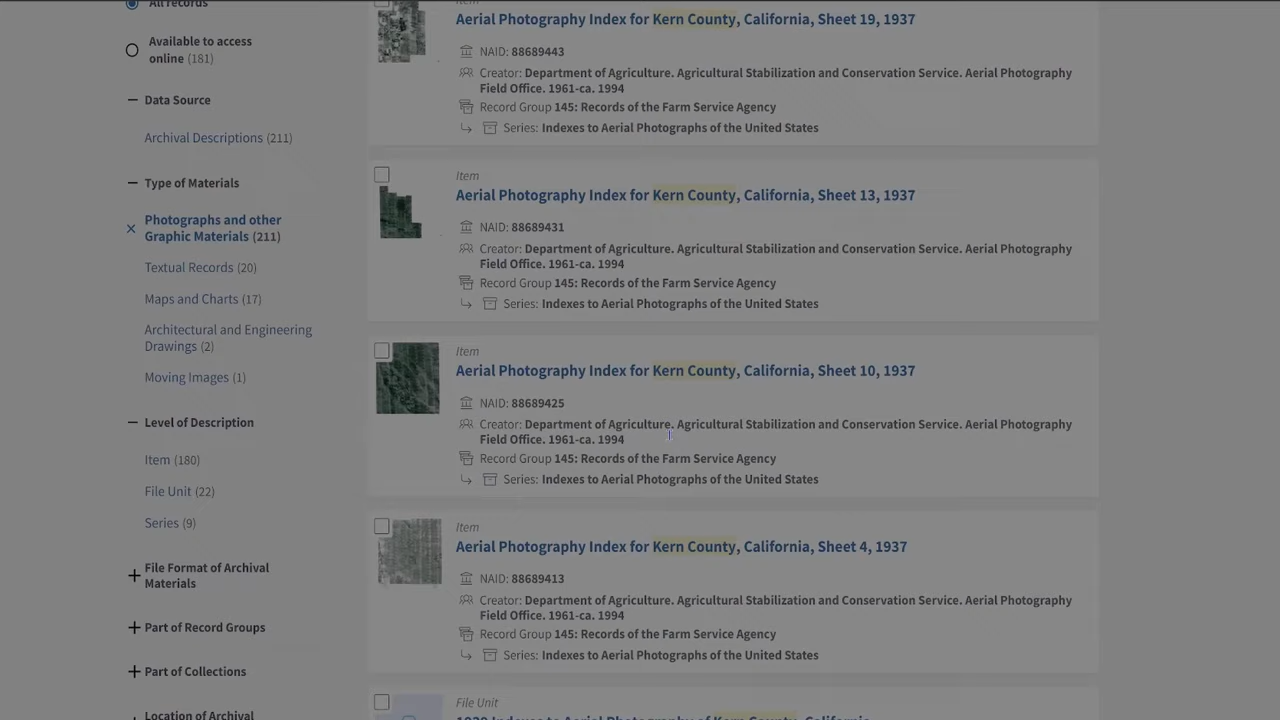 All records
Available to access
online (181)
Data Source
Archival Descriptions (211)
Type of Materials
Photographs and other
Graphic Materials (211)
Textual Records (20)
Maps and Charts (17)
Architectural and Engineering
Drawings (2)
Moving Images (1)
Level of Description
Item (180)
File Unit (22)
Series (9)
File Format of Archival
Materials
Part of Record Groups
Part of Collections
Location of Archival
Item
Aerial Photography Index for Kern County, California, Sheet 19, 1937
NAID: 88689443
Creator: Department of Agriculture. Agricultural Stabilization and Conservation Service. Aerial Photography
Field Office. 1961-ca. 1994
Record Group 145: Records of the Farm Service Agency
Series: Indexes to Aerial Photographs of the United States
Item
Aerial Photography Index for Kern County, California, Sheet 13, 1937
NAID: 88689431
Creator: Department of Agriculture. Agricultural Stabilization and Conservation Service. Aerial Photography
Field Office. 1961-ca. 1994
Record Group 145: Records of the Farm Service Agency
Series: Indexes to Aerial Photographs of the United States
Item
Aerial Photography Index for Kern County, California, Sheet 10, 1937
NAID: 88689425
Creator: Department of Agriculture. Agricultural Stabilization and Conservation Service. Aerial Photography
Field Office. 1961-ca. 1994
Record Group 145: Records of the Farm Service Agency
Series: Indexes to Aerial Photographs of the United States
Item
Aerial Photography Index for Kern County, California, Sheet 4, 1937
NAID: 88689413
Creator: Department of Agriculture. Agricultural Stabilization and Conservation Service. Aerial Photography
Field Office. 1961-ca. 1994
Record Group 145: Records of the Farm Service Agency
Series: Indexes to Aerial Photographs of the United States
File Unit
Indexes to Aerial Photography of Kern County, California